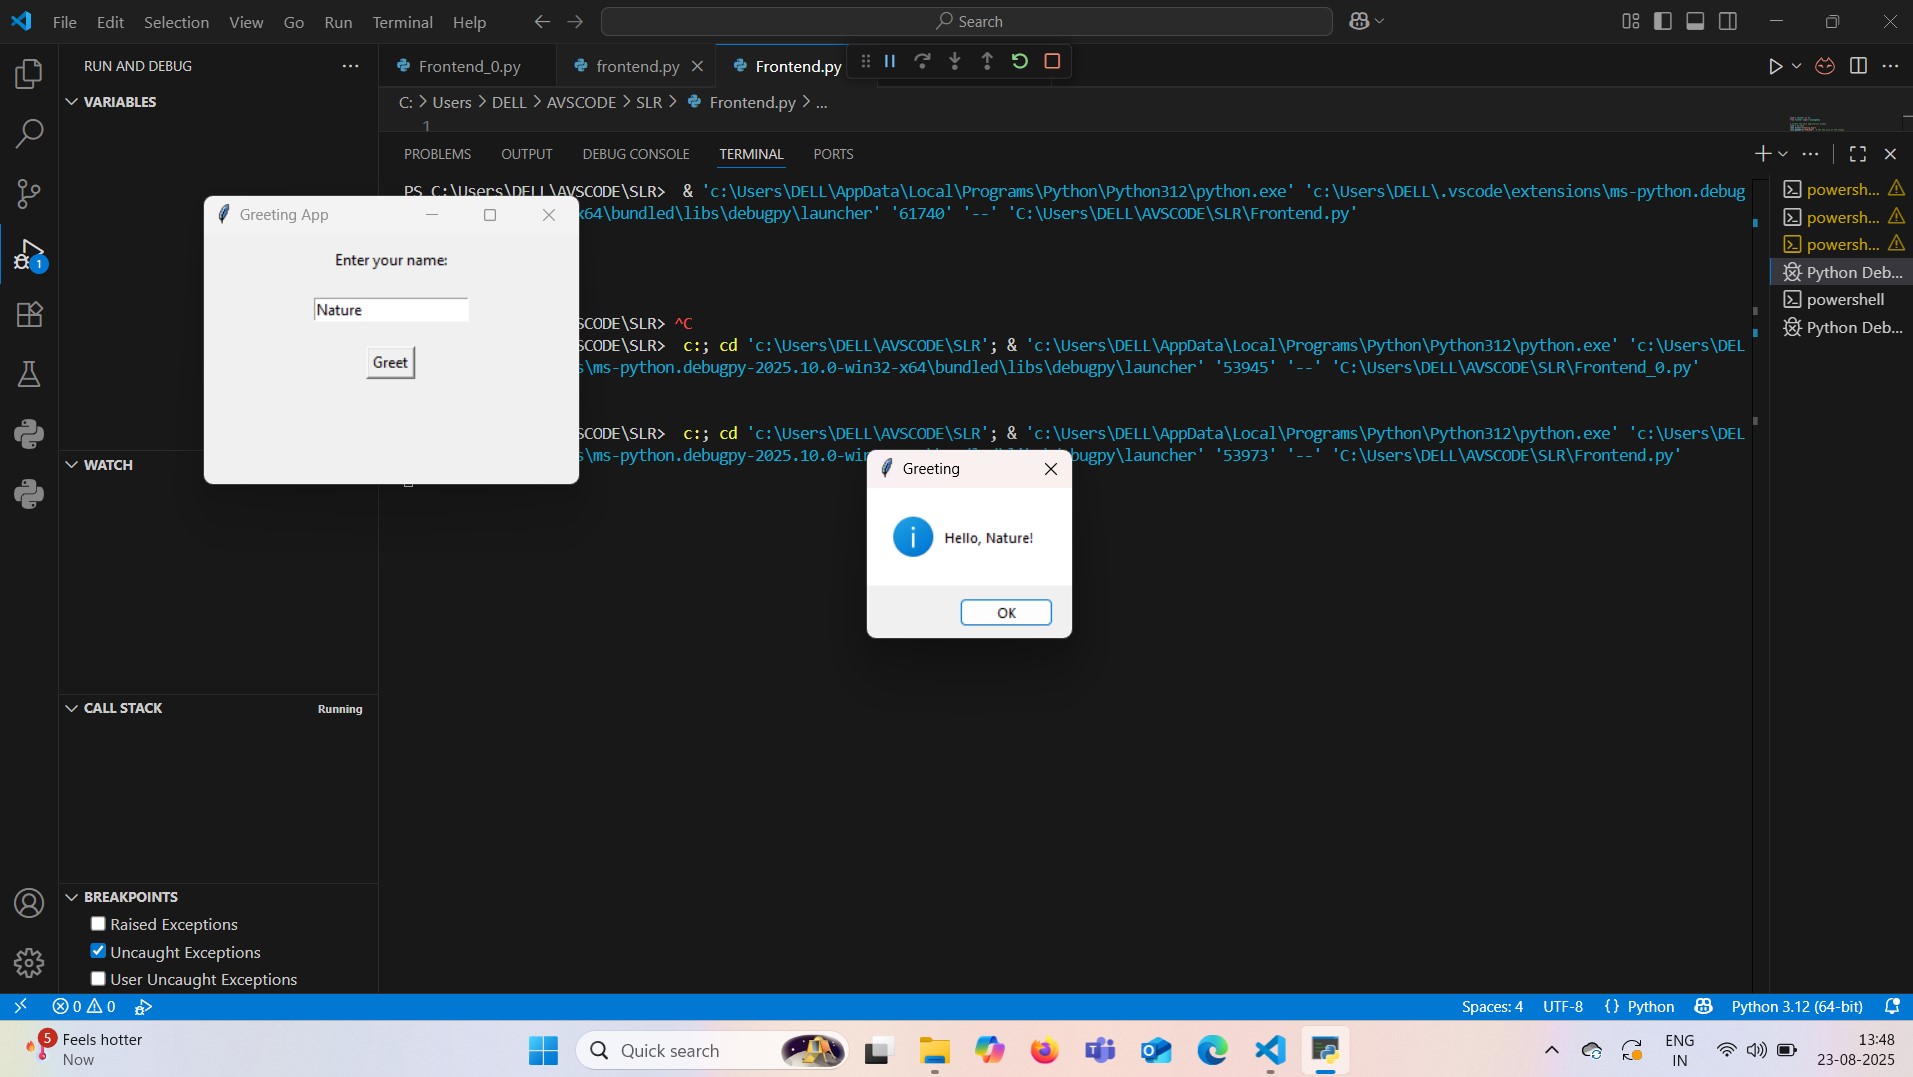 File Edit Selection View Go Run Terminal Help
Search
RUN AND DEBUG
Frontend_0.py
frontend.py
Frontend.py
VARIABLES
C: > Users > DELL > AVSCODE > SLR > Frontend.py > ...
1
PROBLEMS OUTPUT DEBUG CONSOLE TERMINAL PORTS
PS C:\Users\DELL\AVSCODE\SLR> & 'c:\Users\DELL\AppData\Local\Programs\Python\Python312\python.exe' 'c:\Users\DELL\.vscode\extensions\ms-python.debug
x64\bundled\libs\debugpy\launcher' '61740' '--' 'C:\Users\DELL\AVSCODE\SLR\Frontend.py'
SCODE\SLR> ^C
SCODE\SLR> c:; cd 'c:\Users\DELL\AVSCODE\SLR'; & 'c:\Users\DELL\AppData\Local\Programs\Python\Python312\python.exe' 'c:\Users\DEL
s\ms-python.debugpy-2025.10.0-win32-x64\bundled\libs\debugpy\launcher' '53945' '--' 'C:\Users\DELL\AVSCODE\SLR\Frontend_0.py'
SCODE\SLR> c:; cd 'c:\Users\DELL\AVSCODE\SLR'; & 'c:\Users\DELL\AppData\Local\Programs\Python\Python312\python.exe' 'c:\Users\DEL
s\ms-python.debugpy-2025.10.0-win debugpy\launcher' '53973' '--' 'C:\Users\DELL\AVSCODE\SLR\Frontend.py'
powersh...
powersh...
powersh...
Python Deb...
powershell
Python Deb...
Greeting App
Enter your name:
Nature
Greet
Greeting
Hello, Nature!
OK
1
WATCH
CALL STACK Running
BREAKPOINTS
Raised Exceptions
Uncaught Exceptions
User Uncaught Exceptions
0 0
Spaces: 4 UTF-8 {} Python Python 3.12 (64-bit)
5
Feels hotter
Now
Quick search
ENG
IN
13:48
23-08-2025